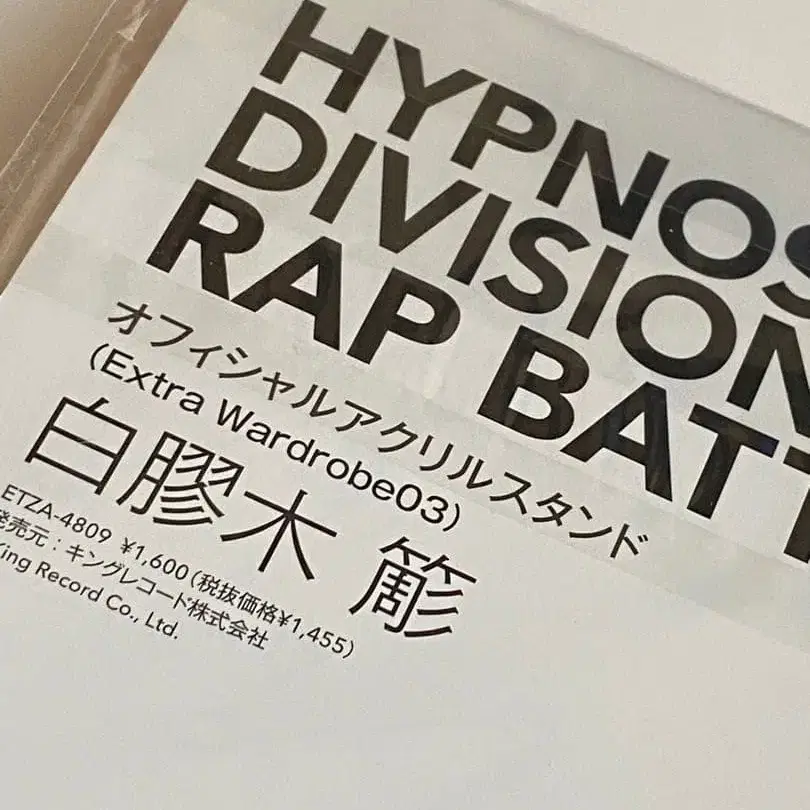 HYPNOS
DIVISION
RAP BATT
オフィシャルアクリルスタンド
(Extra Wardrobe03)
白膠木 簓
ETZA-4809 ¥1,600(税抜価格¥1,455)
発売元:キングレコード株式会社
King Record Co., Ltd.